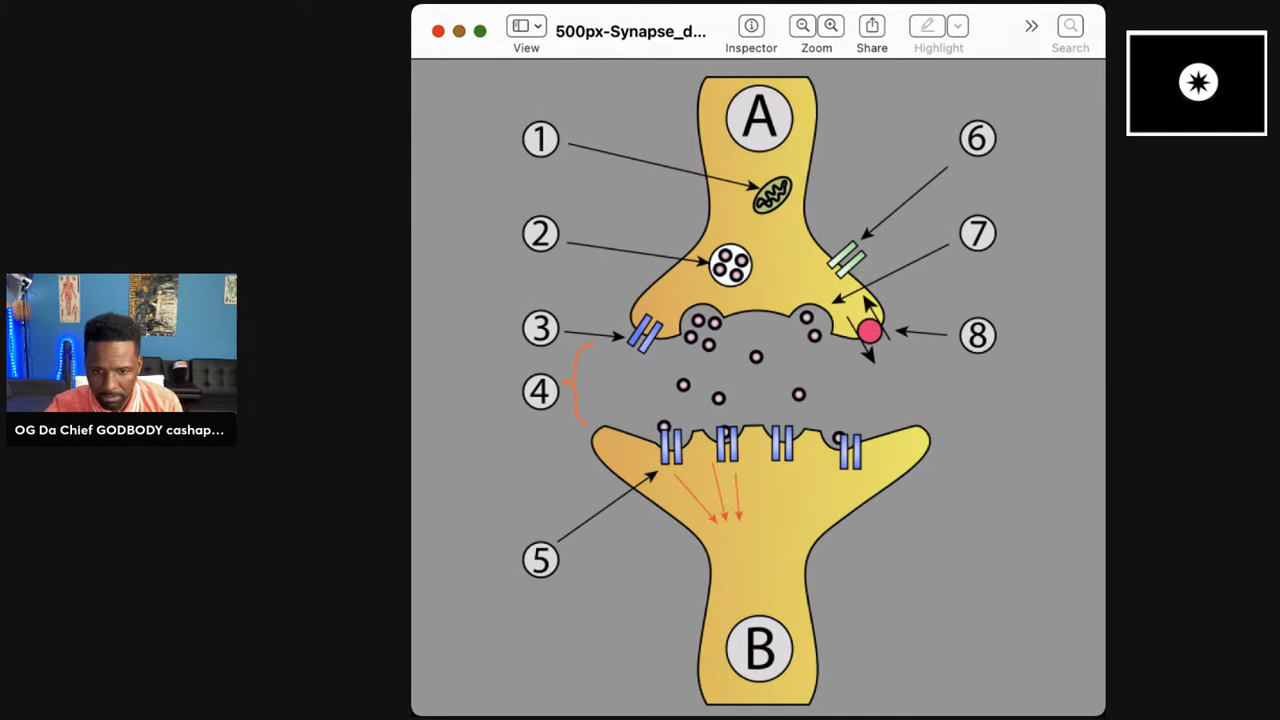 500px-Synapse_d...
View
Inspector
Zoom
Share
Highlight
Search
A
1
6
2
7
3
8
4
5
B
OG Da Chief GODBODY cashap...